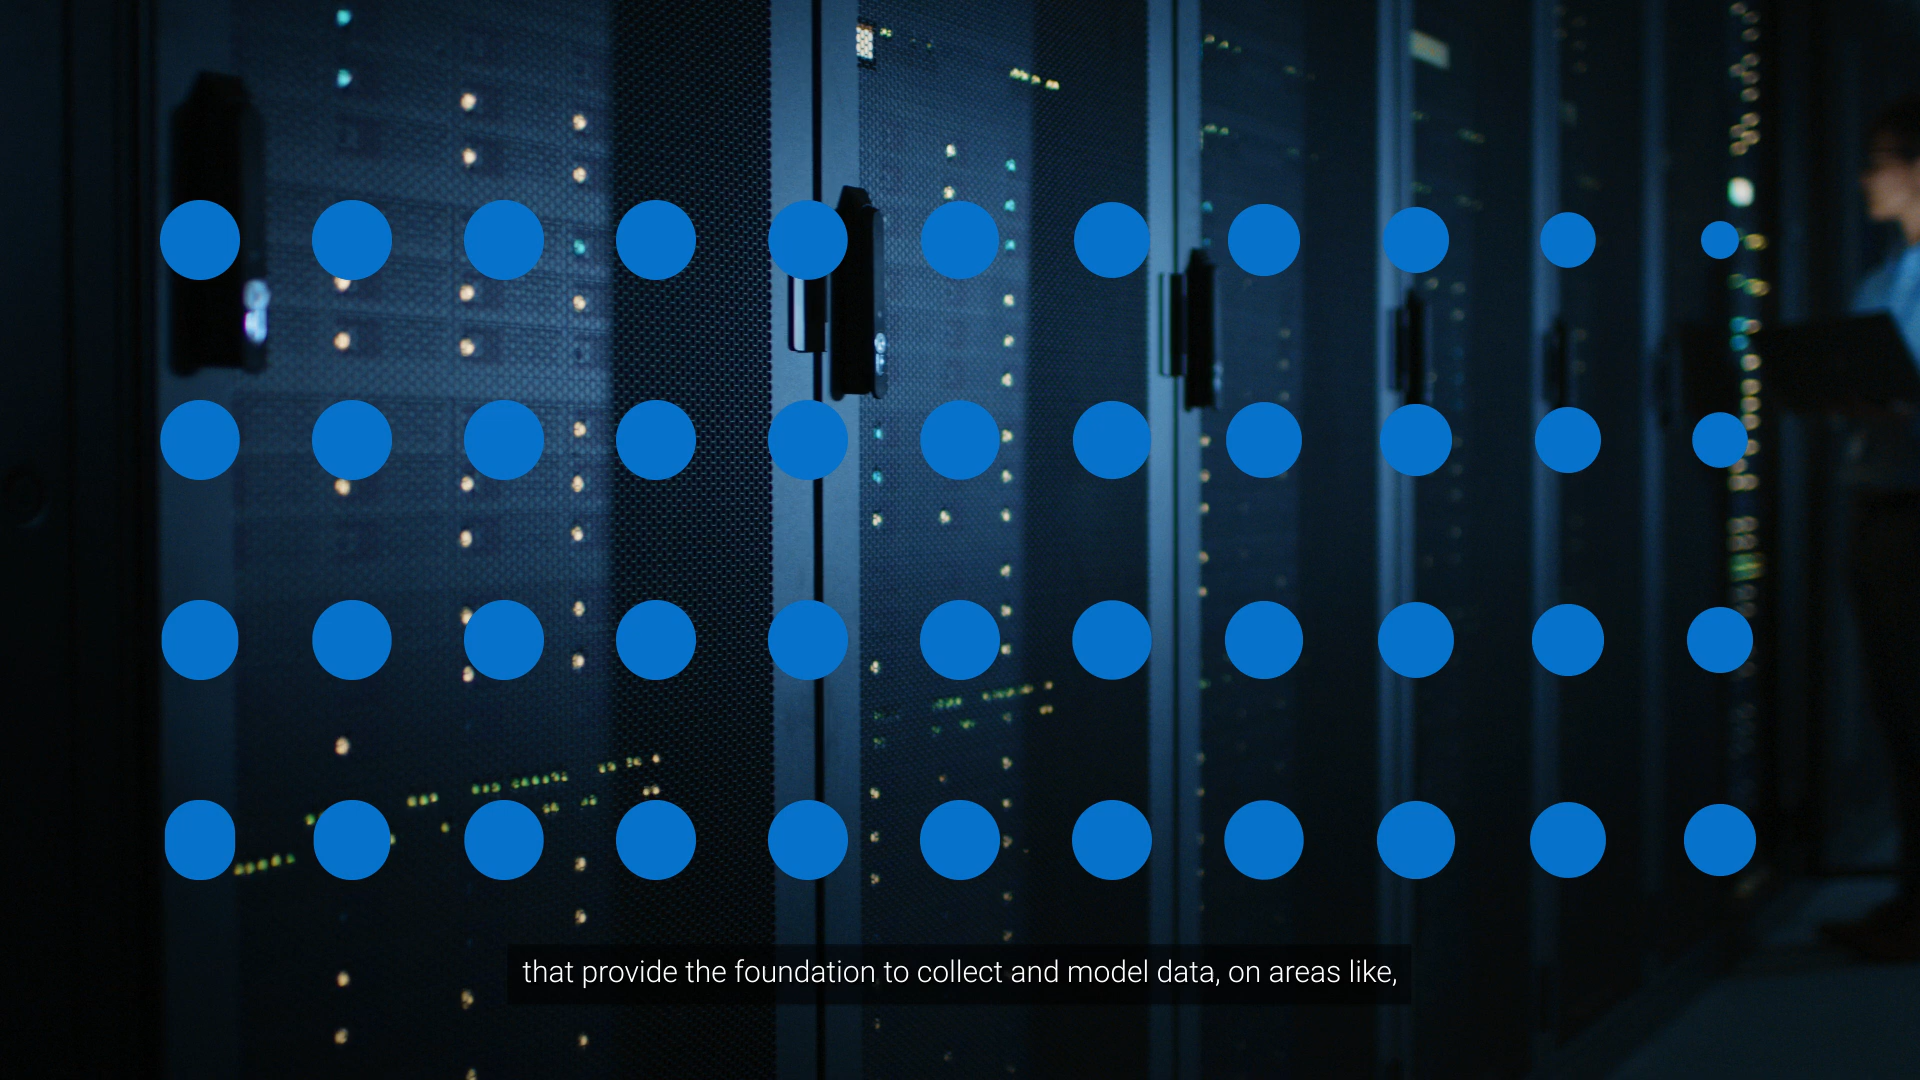 that provide the foundation to collect and model data, on areas like,